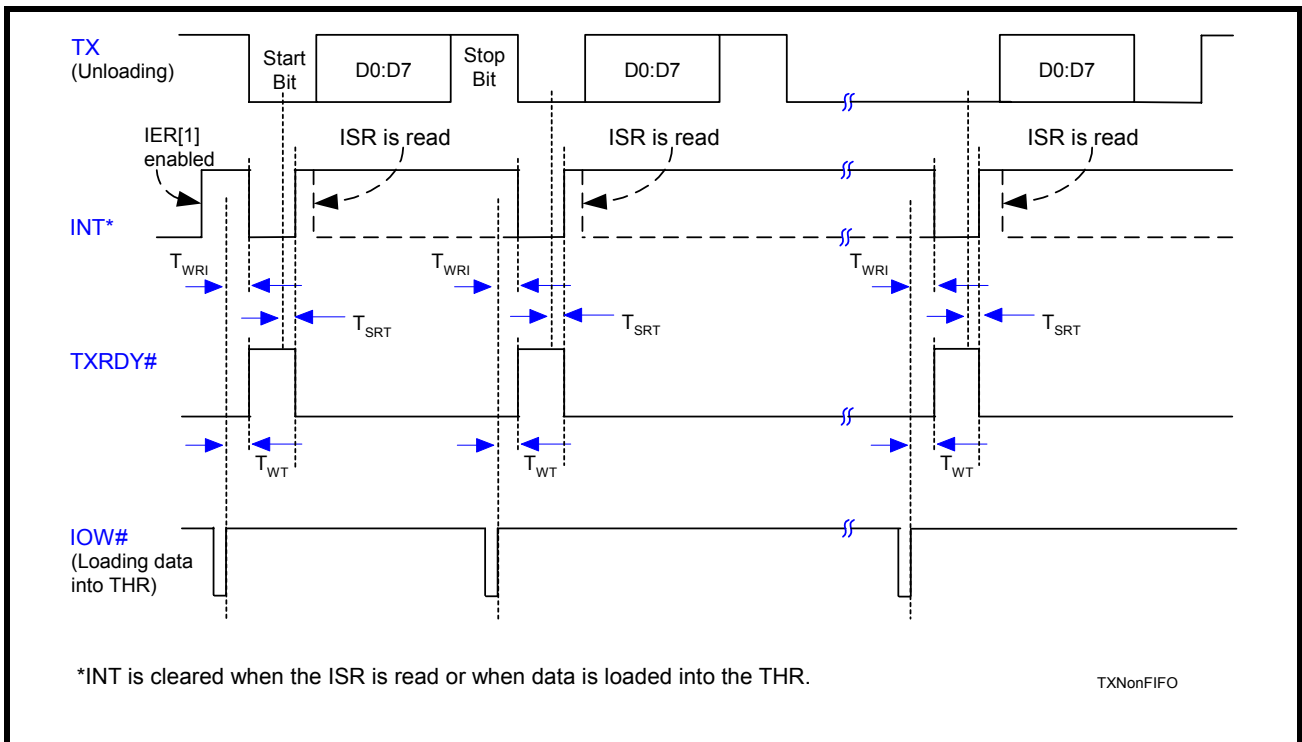 TX
(Unloading)
Start
Bit
D0:D7
Stop
Bit
D0:D7
D0:D7
IER[1]
enabled
ISR is read
ISR is read
ISR is read
INT*
TWRI
TWRI
TWRI
TSRT
TSRT
TSRT
TXRDY#
TWT
TWT
TWT
IOW#
(Loading data
into THR)
*INT is cleared when the ISR is read or when data is loaded into the THR.
TXNonFIFO